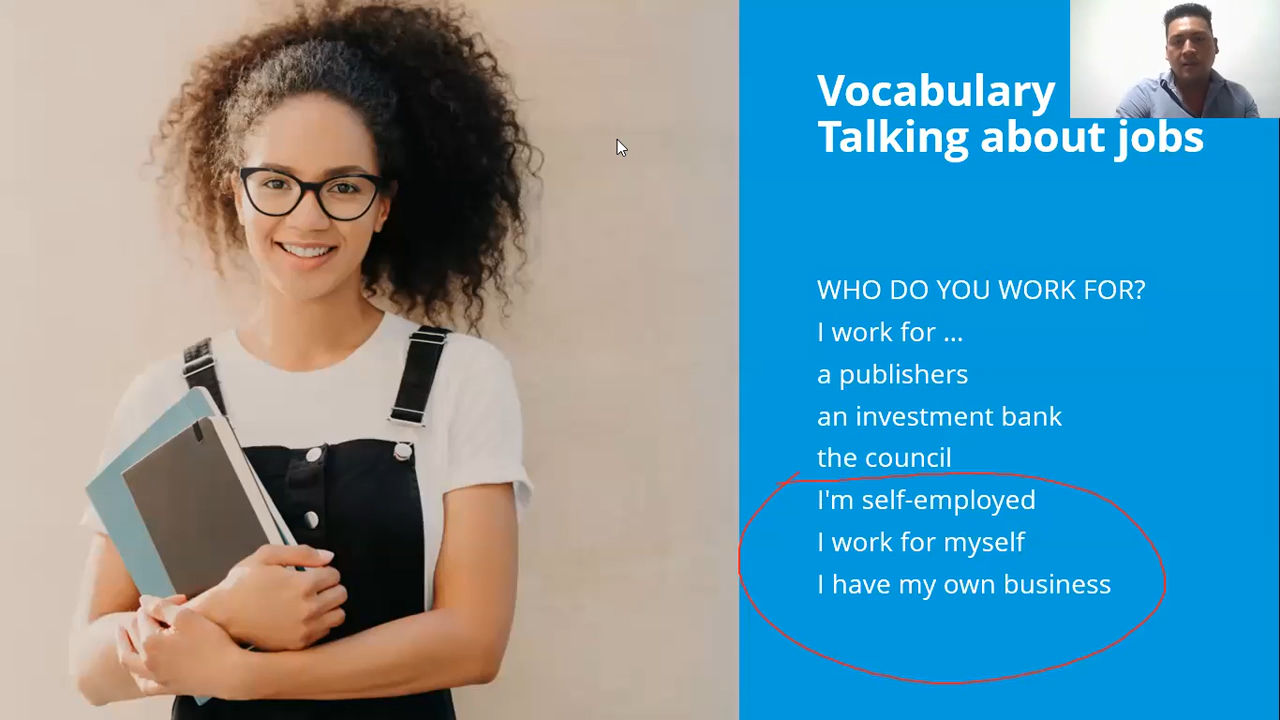 Vocabulary
Talking about jobs
WHO DO YOU WORK FOR?
I work for ...
a publishers
an investment bank
the council
I'm self-employed
I work for myself
I have my own business